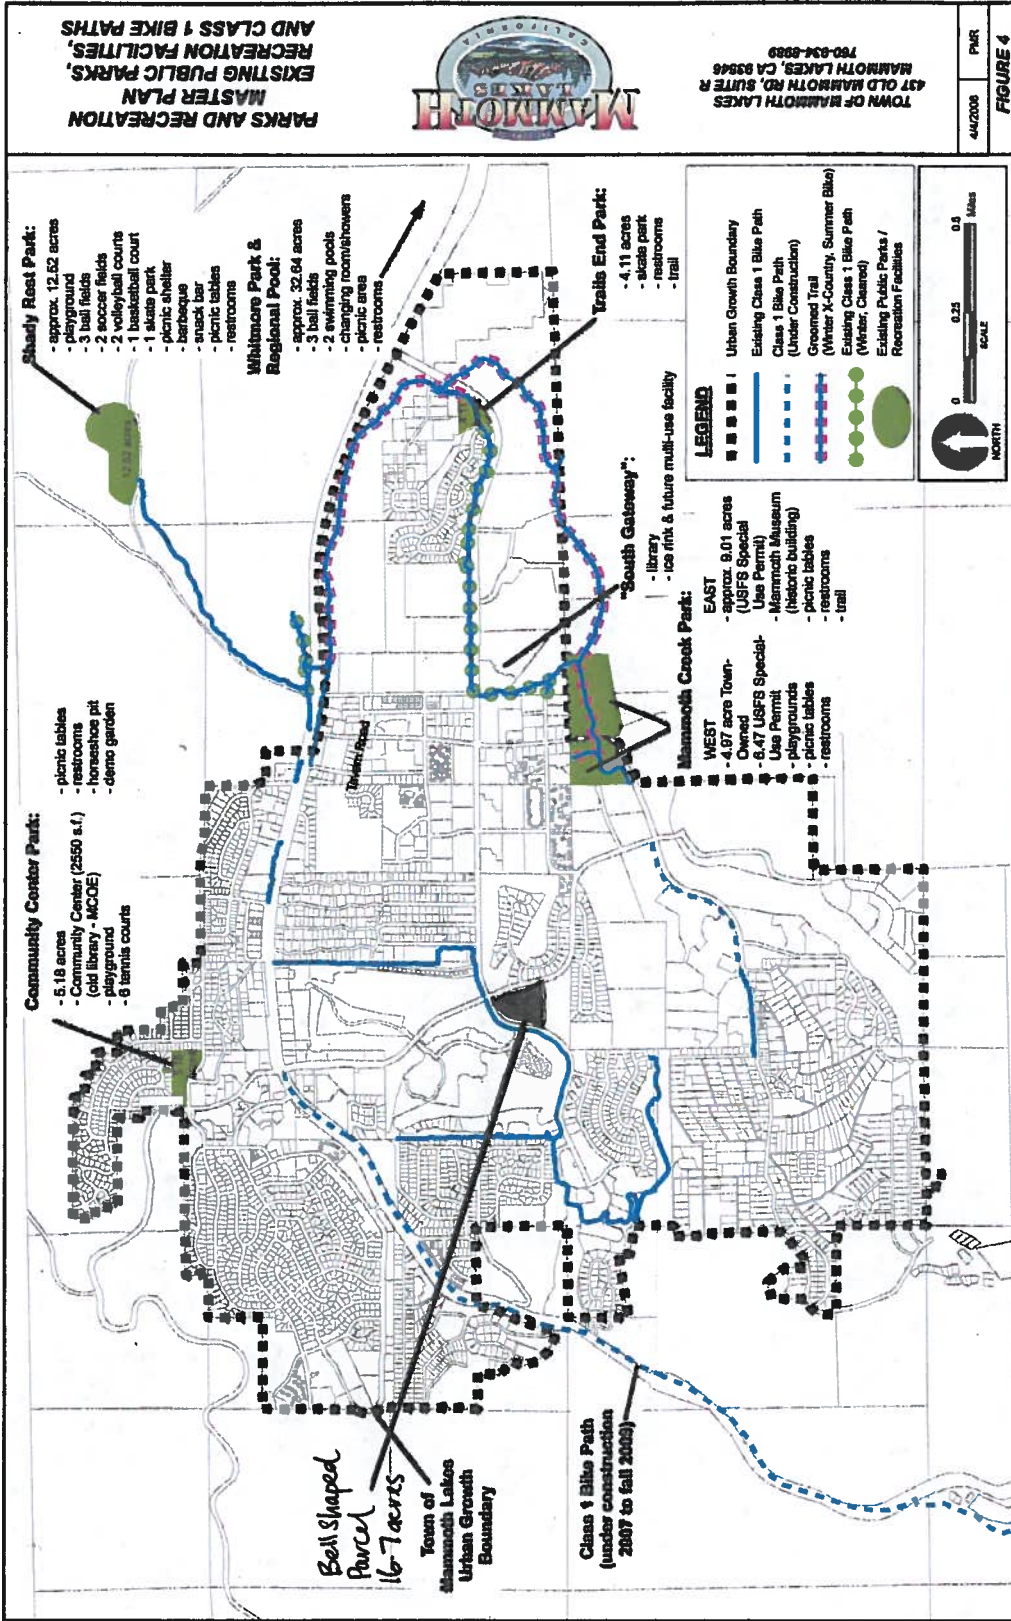 PARKS AND RECREATION
MASTER PLAN
EXISTING PUBLIC PARKS,
RECREATION FACILITIES,
AND CLASS 1 BIKE PATHS
MAMMOTH
LAKES
CALIFORNIA
TOWN OF MAMMOTH LAKES
437 OLD MAMMOTH RD, SUITE R
MAMMOTH LAKES, CA 93546
760-934-8989
4/4/2008
PMR
FIGURE 4
Shady Rest Park:
- approx. 12.52 acres
- playground
- 3 ball fields
- 2 soccer fields
- 2 volleyball courts
- 1 basketball court
- 1 skate park
- picnic shelter
- barbeque
- snack bar
- picnic tables
- restrooms
12.52 acres
Whitmore Park &
Regional Pool:
- approx. 32.64 acres
- 3 ball fields
- 2 swimming pools
- changing room/showers
- picnic area
- restrooms
Trails End Park:
- 4.11 acres
- skate park
- restrooms
- trail
Community Center Park:
- 5.18 acres
- Community Center (2550 s.f.)
(old library - MCOE)
- playground
- 6 tennis courts
- picnic tables
- restrooms
- horseshoe pit
- demo garden
Tavern Road
"South Gateway":
- library
- ice rink & future multi-use facility
Mammoth Creek Park:
WEST
- 4.97 acre Town-
Owned
- 6.47 USFS Special-
Use Permit
- playgrounds
- picnic tables
- restrooms
EAST
- approx. 9.01 acres
(USFS Special
Use Permit)
- Mammoth Museum
(historic building)
- picnic tables
- restrooms
- trail
LEGEND
Urban Growth Boundary
Existing Class 1 Bike Path
Class 1 Bike Path
(Under Construction)
Groomed Trail
(Winter X-Country, Summer Bike)
Existing Class 1 Bike Path
(Winter, Cleared)
Existing Public Parks /
Recreation Facilities
NORTH
0 0.25 0.5
Miles
SCALE
Bell Shaped
Parcel
16-7 acres
Town of
Mammoth Lakes
Urban Growth
Boundary
Class 1 Bike Path
(under construction
2007 to fall 2009)